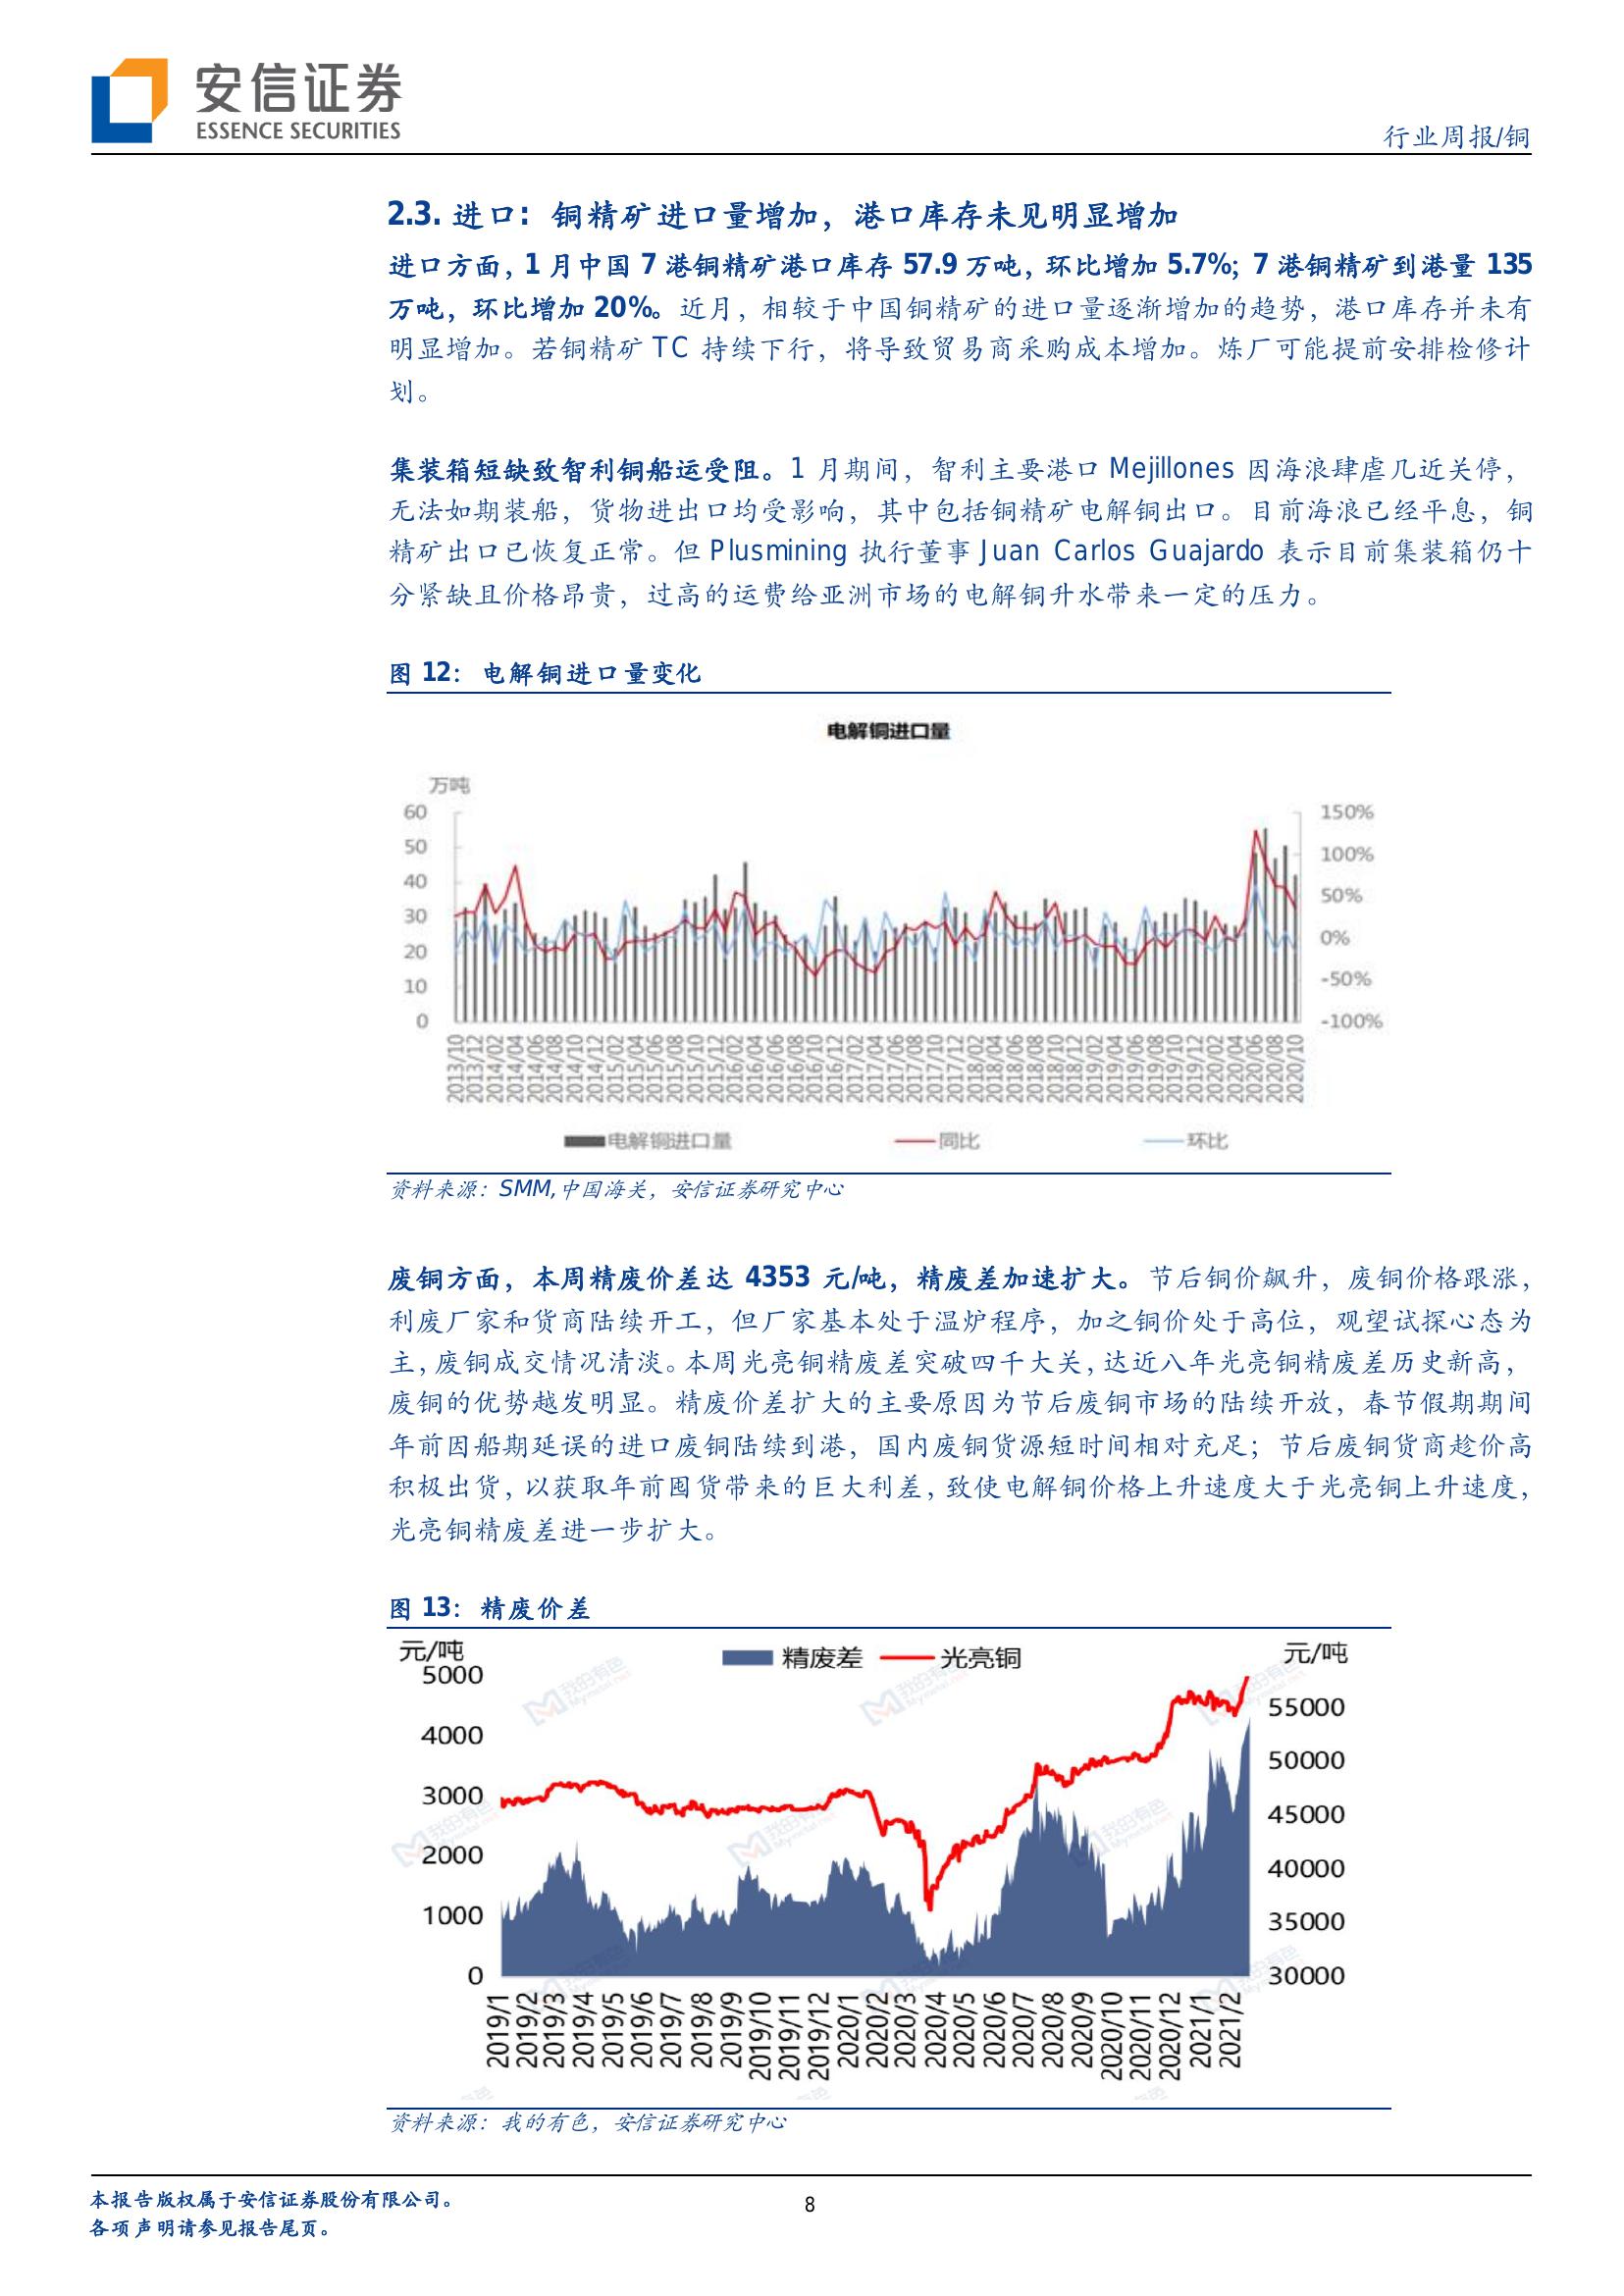 安信证券
ESSENCE SECURITIES
行业周报/铜
2.3. 进口：铜精矿进口量增加，港口库存未见明显增加
进口方面，1 月中国 7 港铜精矿港口库存 57.9 万吨，环比增加 5.7%；7 港铜精矿到港量 135
万吨，环比增加 20%。近月，相较于中国铜精矿的进口量逐渐增加的趋势，港口库存并未有
明显增加。若铜精矿 TC 持续下行，将导致贸易商采购成本增加。炼厂可能提前安排检修计
划。
集装箱短缺致智利铜船运受阻。1 月期间，智利主要港口 Mejillones 因海浪肆虐几近关停，
无法如期装船，货物进出口均受影响，其中包括铜精矿电解铜出口。目前海浪已经平息，铜
精矿出口已恢复正常。但 Plusmining 执行董事 Juan Carlos Guajardo 表示目前集装箱仍十
分紧缺且价格昂贵，过高的运费给亚洲市场的电解铜升水带来一定的压力。
图 12：电解铜进口量变化
电解铜进口量
万吨
60
50
40
30
20
10
0
150%
100%
50%
0%
-50%
-100%
2013/10
2013/12
2014/02
2014/04
2014/06
2014/08
2014/10
2014/12
2015/02
2015/04
2015/06
2015/08
2015/10
2015/12
2016/02
2016/04
2016/06
2016/08
2016/10
2016/12
2017/02
2017/04
2017/06
2017/08
2017/10
2017/12
2018/02
2018/04
2018/06
2018/08
2018/10
2018/12
2019/02
2019/04
2019/06
2019/08
2019/10
2019/12
2020/02
2020/04
2020/06
2020/08
2020/10
电解铜进口量 同比 环比
资料来源：SMM,中国海关，安信证券研究中心
废铜方面，本周精废价差达 4353 元/吨，精废差加速扩大。节后铜价飙升，废铜价格跟涨，
利废厂家和货商陆续开工，但厂家基本处于温炉程序，加之铜价处于高位，观望试探心态为
主，废铜成交情况清淡。本周光亮铜精废差突破四千大关，达近八年光亮铜精废差历史新高，
废铜的优势越发明显。精废价差扩大的主要原因为节后废铜市场的陆续开放，春节假期期间
年前因船期延误的进口废铜陆续到港，国内废铜货源短时间相对充足；节后废铜货商趁价高
积极出货，以获取年前囤货带来的巨大利差，致使电解铜价格上升速度大于光亮铜上升速度，
光亮铜精废差进一步扩大。
图 13：精废价差
元/吨
精废差 光亮铜
元/吨
5000
4000
3000
2000
1000
0
55000
50000
45000
40000
35000
30000
2019/1
2019/2
2019/3
2019/4
2019/5
2019/6
2019/7
2019/8
2019/9
2019/10
2019/11
2019/12
2020/1
2020/2
2020/3
2020/4
2020/5
2020/6
2020/7
2020/8
2020/9
2020/10
2020/11
2020/12
2021/1
2021/2
我的有色
Mymetal.net
资料来源：我的有色，安信证券研究中心
本报告版权属于安信证券股份有限公司。
各项声明请参见报告尾页。
8